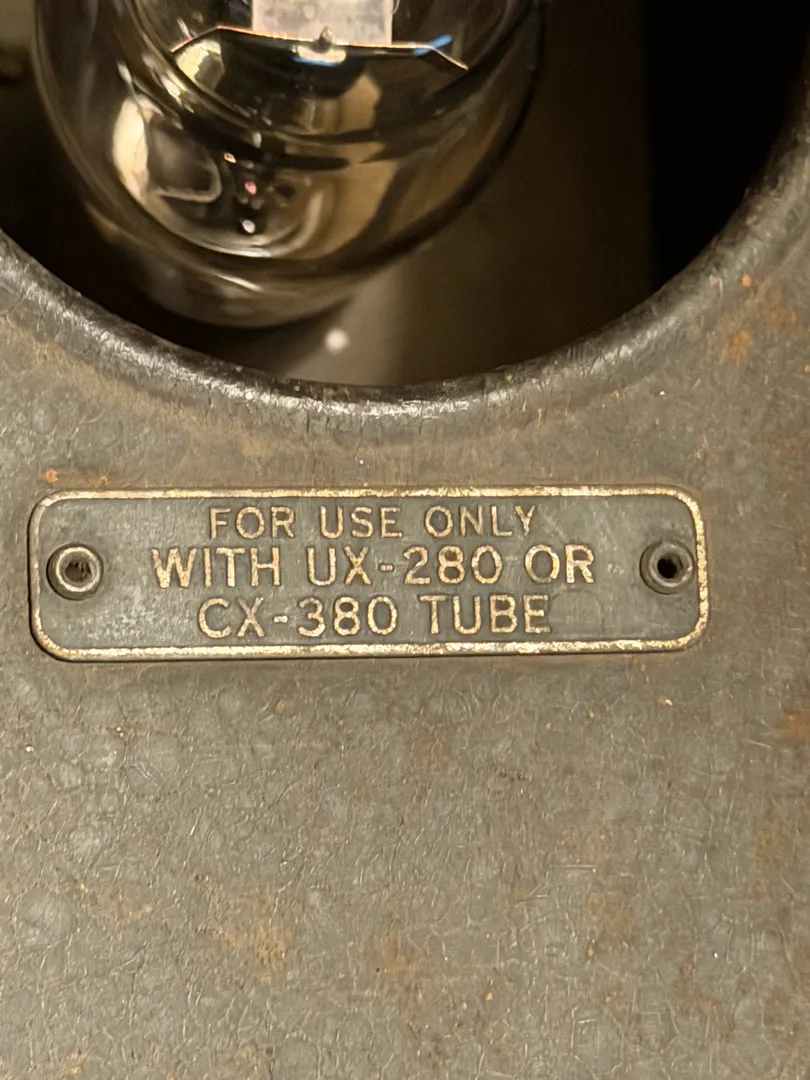 FOR USE ONLY
WITH UX-280 OR
CX-380 TUBE